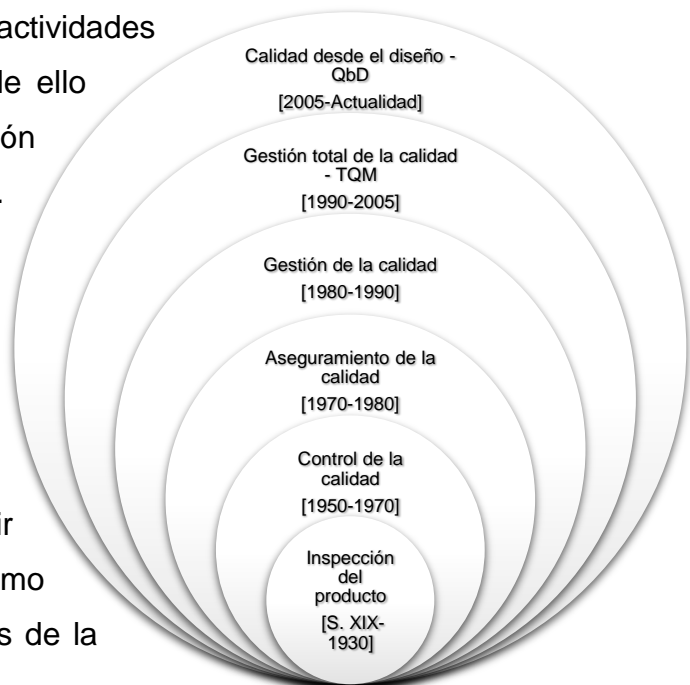 actividades
le ello
ón
.
ir
mo
s de la
Calidad desde el diseño -
QbD
[2005-Actualidad]
Gestión total de la calidad
- TQM
[1990-2005]
Gestión de la calidad
[1980-1990]
Aseguramiento de la
calidad
[1970-1980]
Control de la
calidad
[1950-1970]
Inspección
del
producto
[S. XIX-
1930]